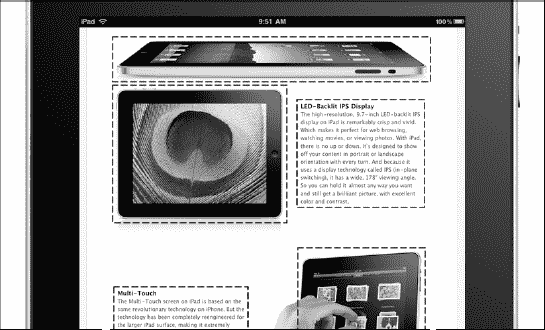 iPad 9:51 AM 100%
LED-Backlit IPS Display
The high-resolution, 9.7-inch LED-backlit IPS
display on iPad is remarkably crisp and vivid.
Which makes it perfect for web browsing,
watching movies, or viewing photos. With iPad,
there is no up or down. It's designed to show
off your content in portrait or landscape
orientation with every turn. And because it
uses a display technology called IPS (in-plane
switching), it has a wide, 178° viewing angle.
So you can hold it almost any way you want
and still get a brilliant picture, with excellent
color and contrast.
Multi-Touch
The Multi-Touch screen on iPad is based on the
same revolutionary technology on iPhone. But the
technology has been completely reengineered for
the larger iPad surface, making it extremely